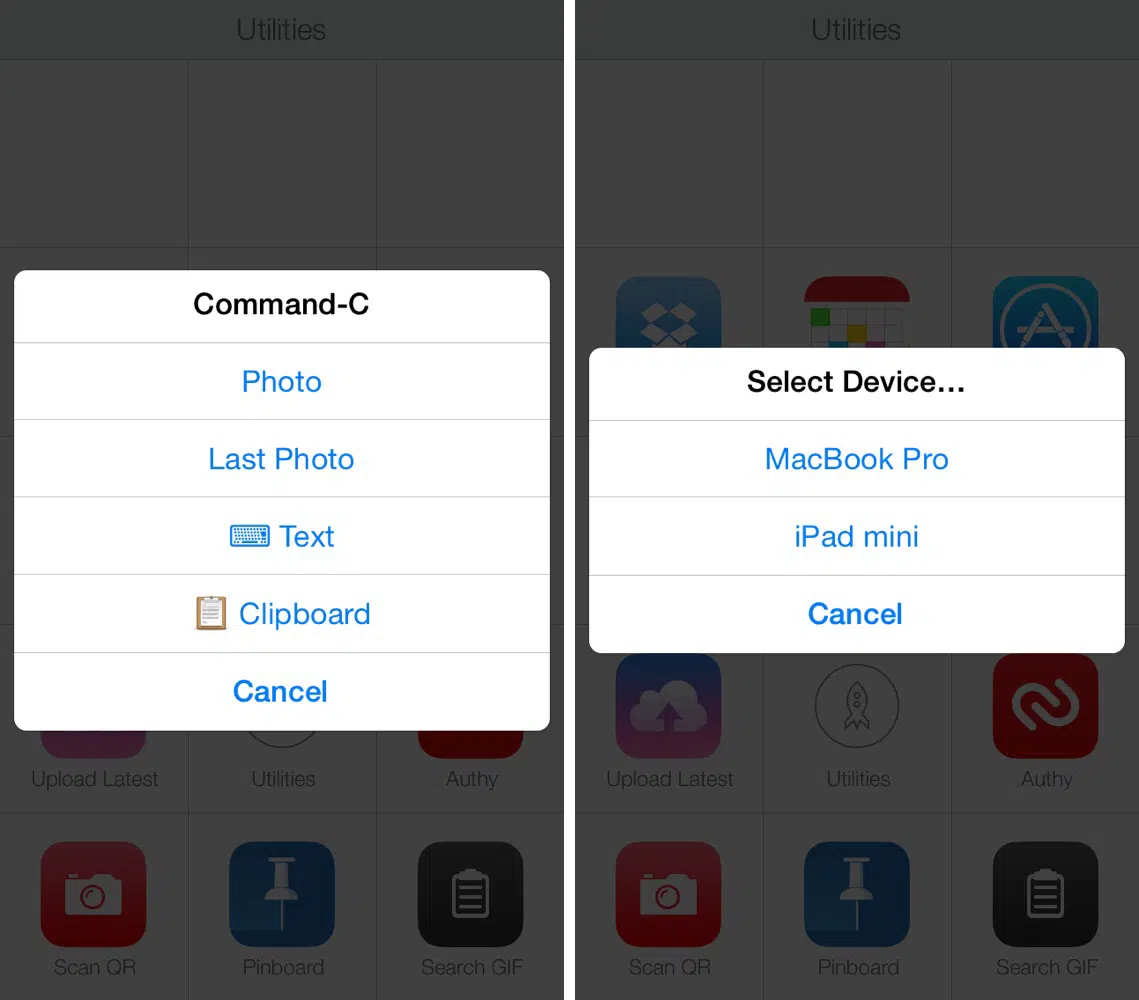 Utilities
Command-C
Photo
Last Photo
⌨ Text
📋 Clipboard
Cancel
Upload Latest
Utilities
Authy
Scan QR
Pinboard
Search GIF
Utilities
Select Device...
MacBook Pro
iPad mini
Cancel
Upload Latest
Utilities
Authy
Scan QR
Pinboard
Search GIF